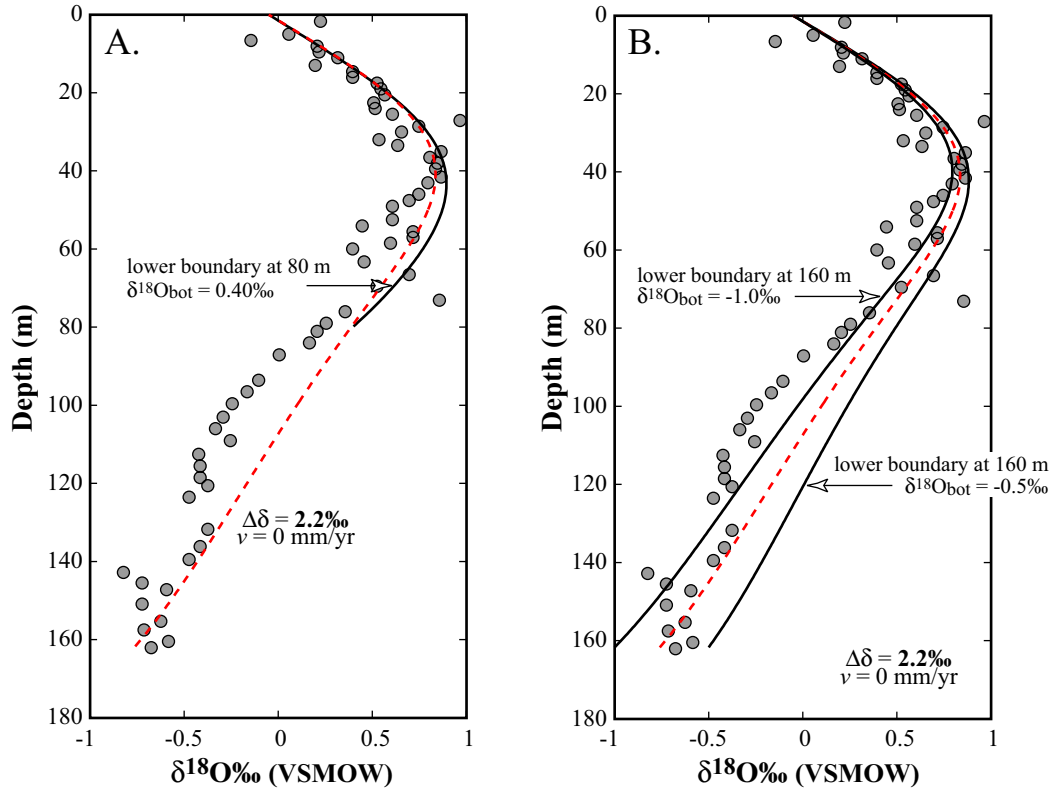 A.
0
20
40
60
80
100
120
140
160
180
Depth (m)
lower boundary at 80 m
δ¹⁸Obot = 0.40‰
Δδ = 2.2‰
v = 0 mm/yr
-1
-0.5
0
0.5
1
δ¹⁸O‰ (VSMOW)
B.
0
20
40
60
80
100
120
140
160
180
Depth (m)
lower boundary at 160 m
δ¹⁸Obot = -1.0‰
lower boundary at 160 m
δ¹⁸Obot = -0.5‰
Δδ = 2.2‰
v = 0 mm/yr
-1
-0.5
0
0.5
1
δ¹⁸O‰ (VSMOW)